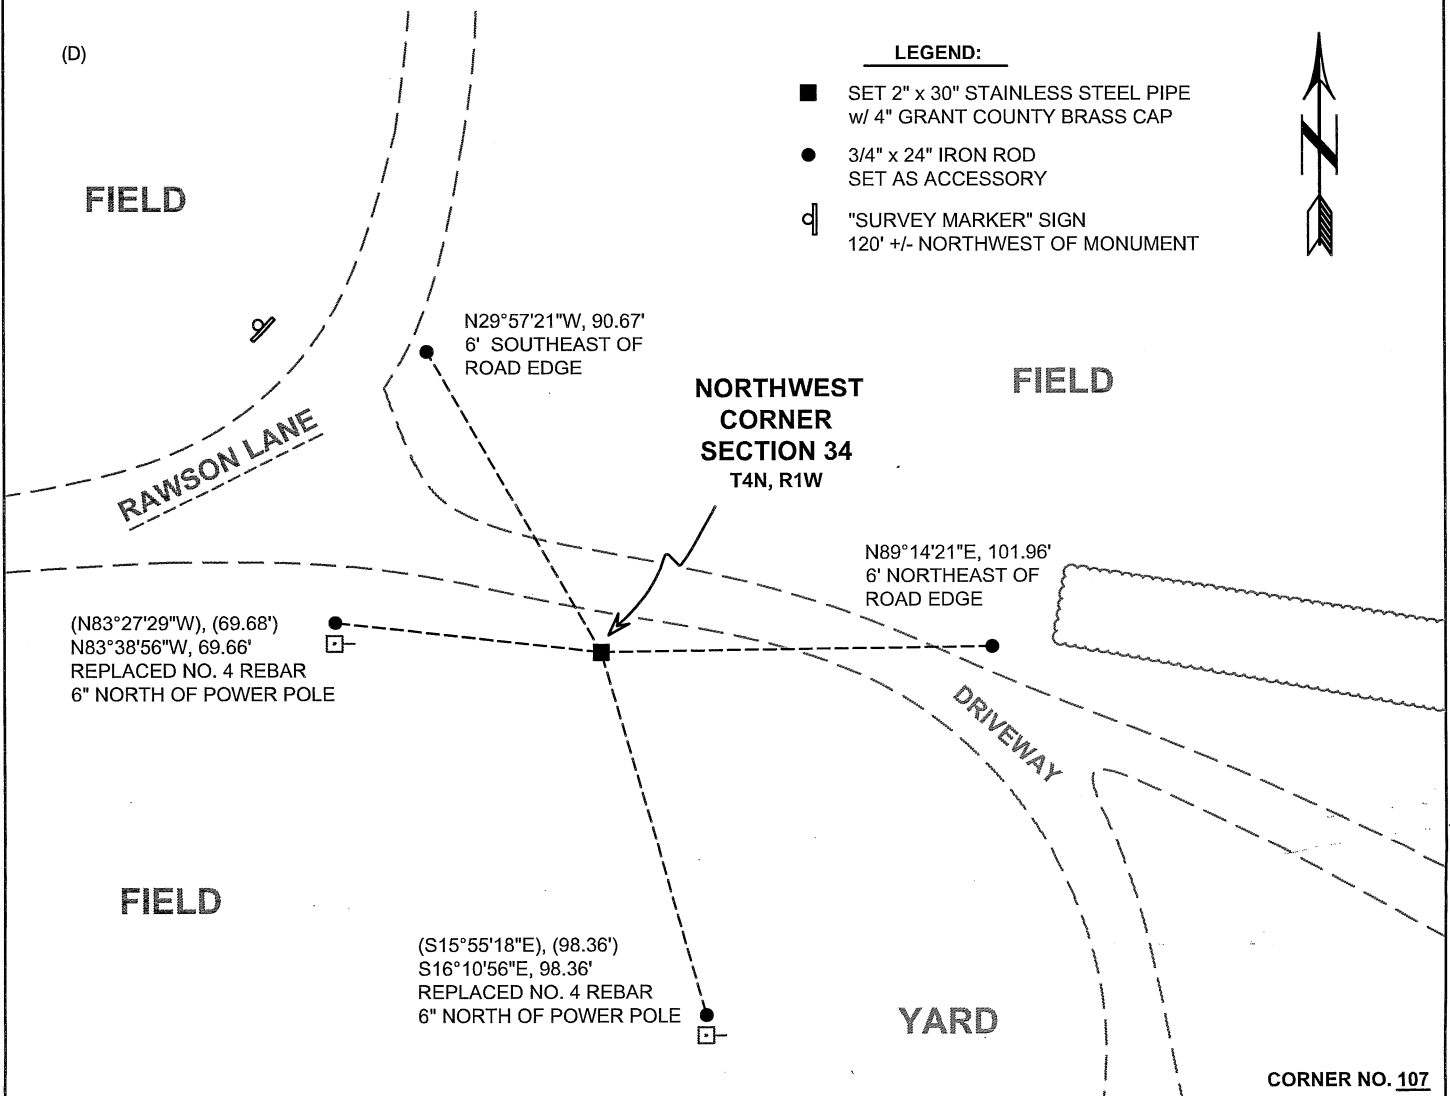 (D)
LEGEND:
SET 2" x 30" STAINLESS STEEL PIPE
w/ 4" GRANT COUNTY BRASS CAP
3/4" x 24" IRON ROD
SET AS ACCESSORY
"SURVEY MARKER" SIGN
120' +/- NORTHWEST OF MONUMENT
N
FIELD
N29°57'21"W, 90.67'
6' SOUTHEAST OF
ROAD EDGE
FIELD
NORTHWEST
CORNER
SECTION 34
T4N, R1W
RAWSON LANE
N89°14'21"E, 101.96'
6' NORTHEAST OF
ROAD EDGE
(N83°27'29"W), (69.68')
N83°38'56"W, 69.66'
REPLACED NO. 4 REBAR
6" NORTH OF POWER POLE
DRIVEWAY
FIELD
(S15°55'18"E), (98.36')
S16°10'56"E, 98.36'
REPLACED NO. 4 REBAR
6" NORTH OF POWER POLE
YARD
CORNER NO. 107